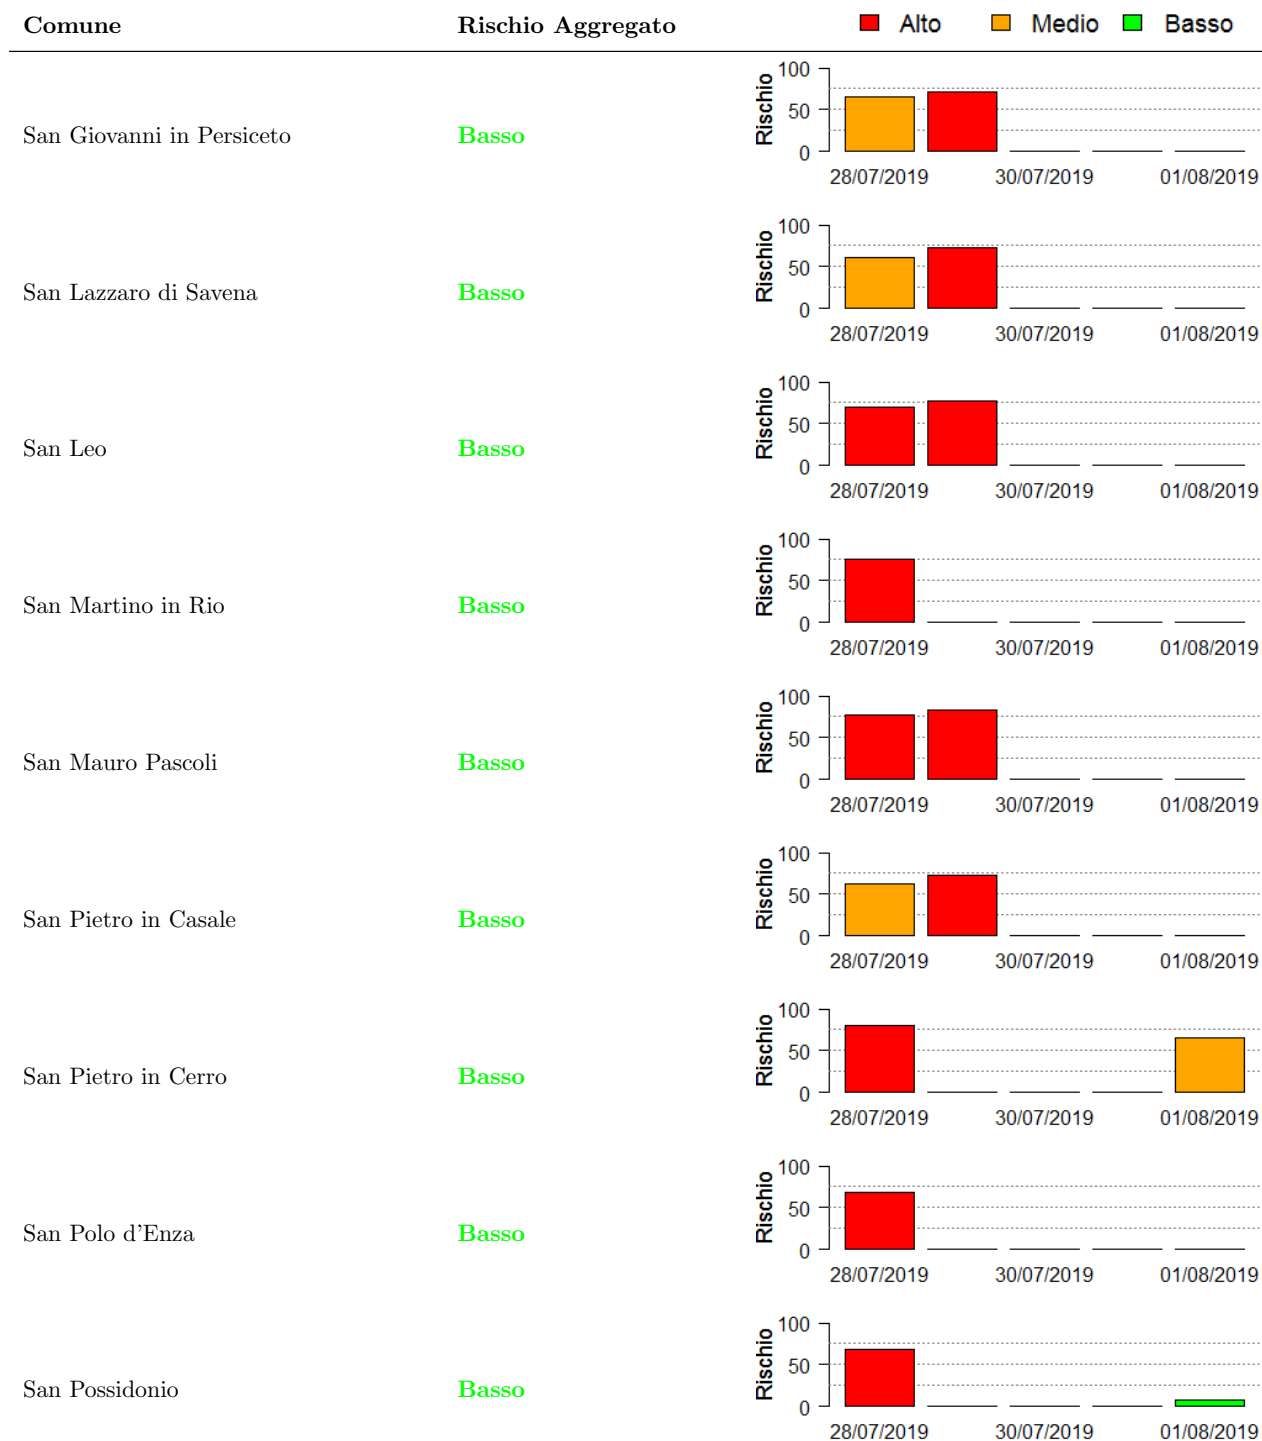 Comune Rischio Aggregato Alto Medio Basso
San Giovanni in Persiceto Basso Rischio 100 50 0
28/07/2019 30/07/2019 01/08/2019
San Lazzaro di Savena Basso Rischio 100 50 0
28/07/2019 30/07/2019 01/08/2019
San Leo Basso Rischio 100 50 0
28/07/2019 30/07/2019 01/08/2019
San Martino in Rio Basso Rischio 100 50 0
28/07/2019 30/07/2019 01/08/2019
San Mauro Pascoli Basso Rischio 100 50 0
28/07/2019 30/07/2019 01/08/2019
San Pietro in Casale Basso Rischio 100 50 0
28/07/2019 30/07/2019 01/08/2019
San Pietro in Cerro Basso Rischio 100 50 0
28/07/2019 30/07/2019 01/08/2019
San Polo d'Enza Basso Rischio 100 50 0
28/07/2019 30/07/2019 01/08/2019
San Possidonio Basso Rischio 100 50 0
28/07/2019 30/07/2019 01/08/2019